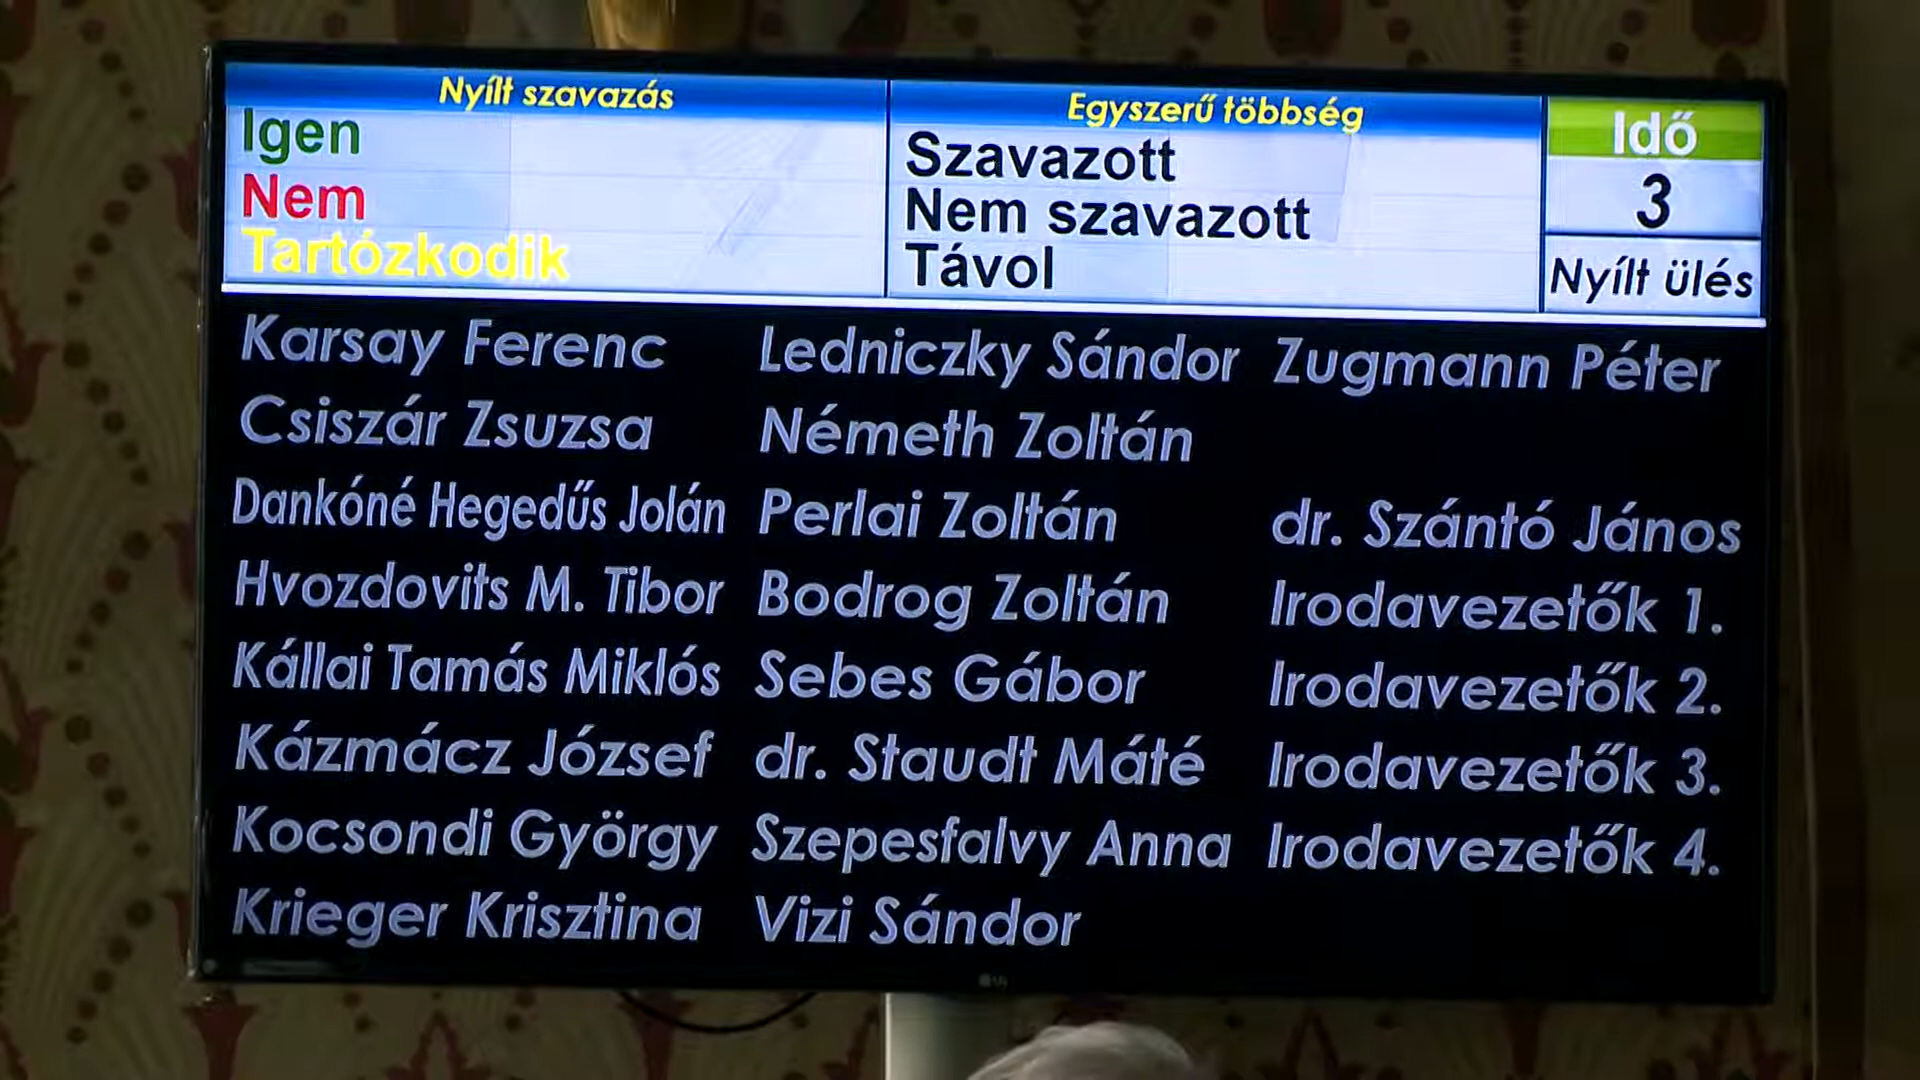 Nyílt szavazás
Igen
Nem
Tartózkodik
Egyszerű többség
Szavazott
Nem szavazott
Távol
Idő
3
Nyílt ülés
Karsay Ferenc
Csiszár Zsuzsa
Dankóné Hegedűs Jolán
Hvozdovits M. Tibor
Kállai Tamás Miklós
Kázmácz József
Kocsondi György
Krieger Krisztina
Ledniczky Sándor
Németh Zoltán
Perlai Zoltán
Bodrog Zoltán
Sebes Gábor
dr. Staudt Máté
Szepesfalvy Anna
Vizi Sándor
Zugmann Péter
dr. Szántó János
Irodavezetők 1.
Irodavezetők 2.
Irodavezetők 3.
Irodavezetők 4.
LG